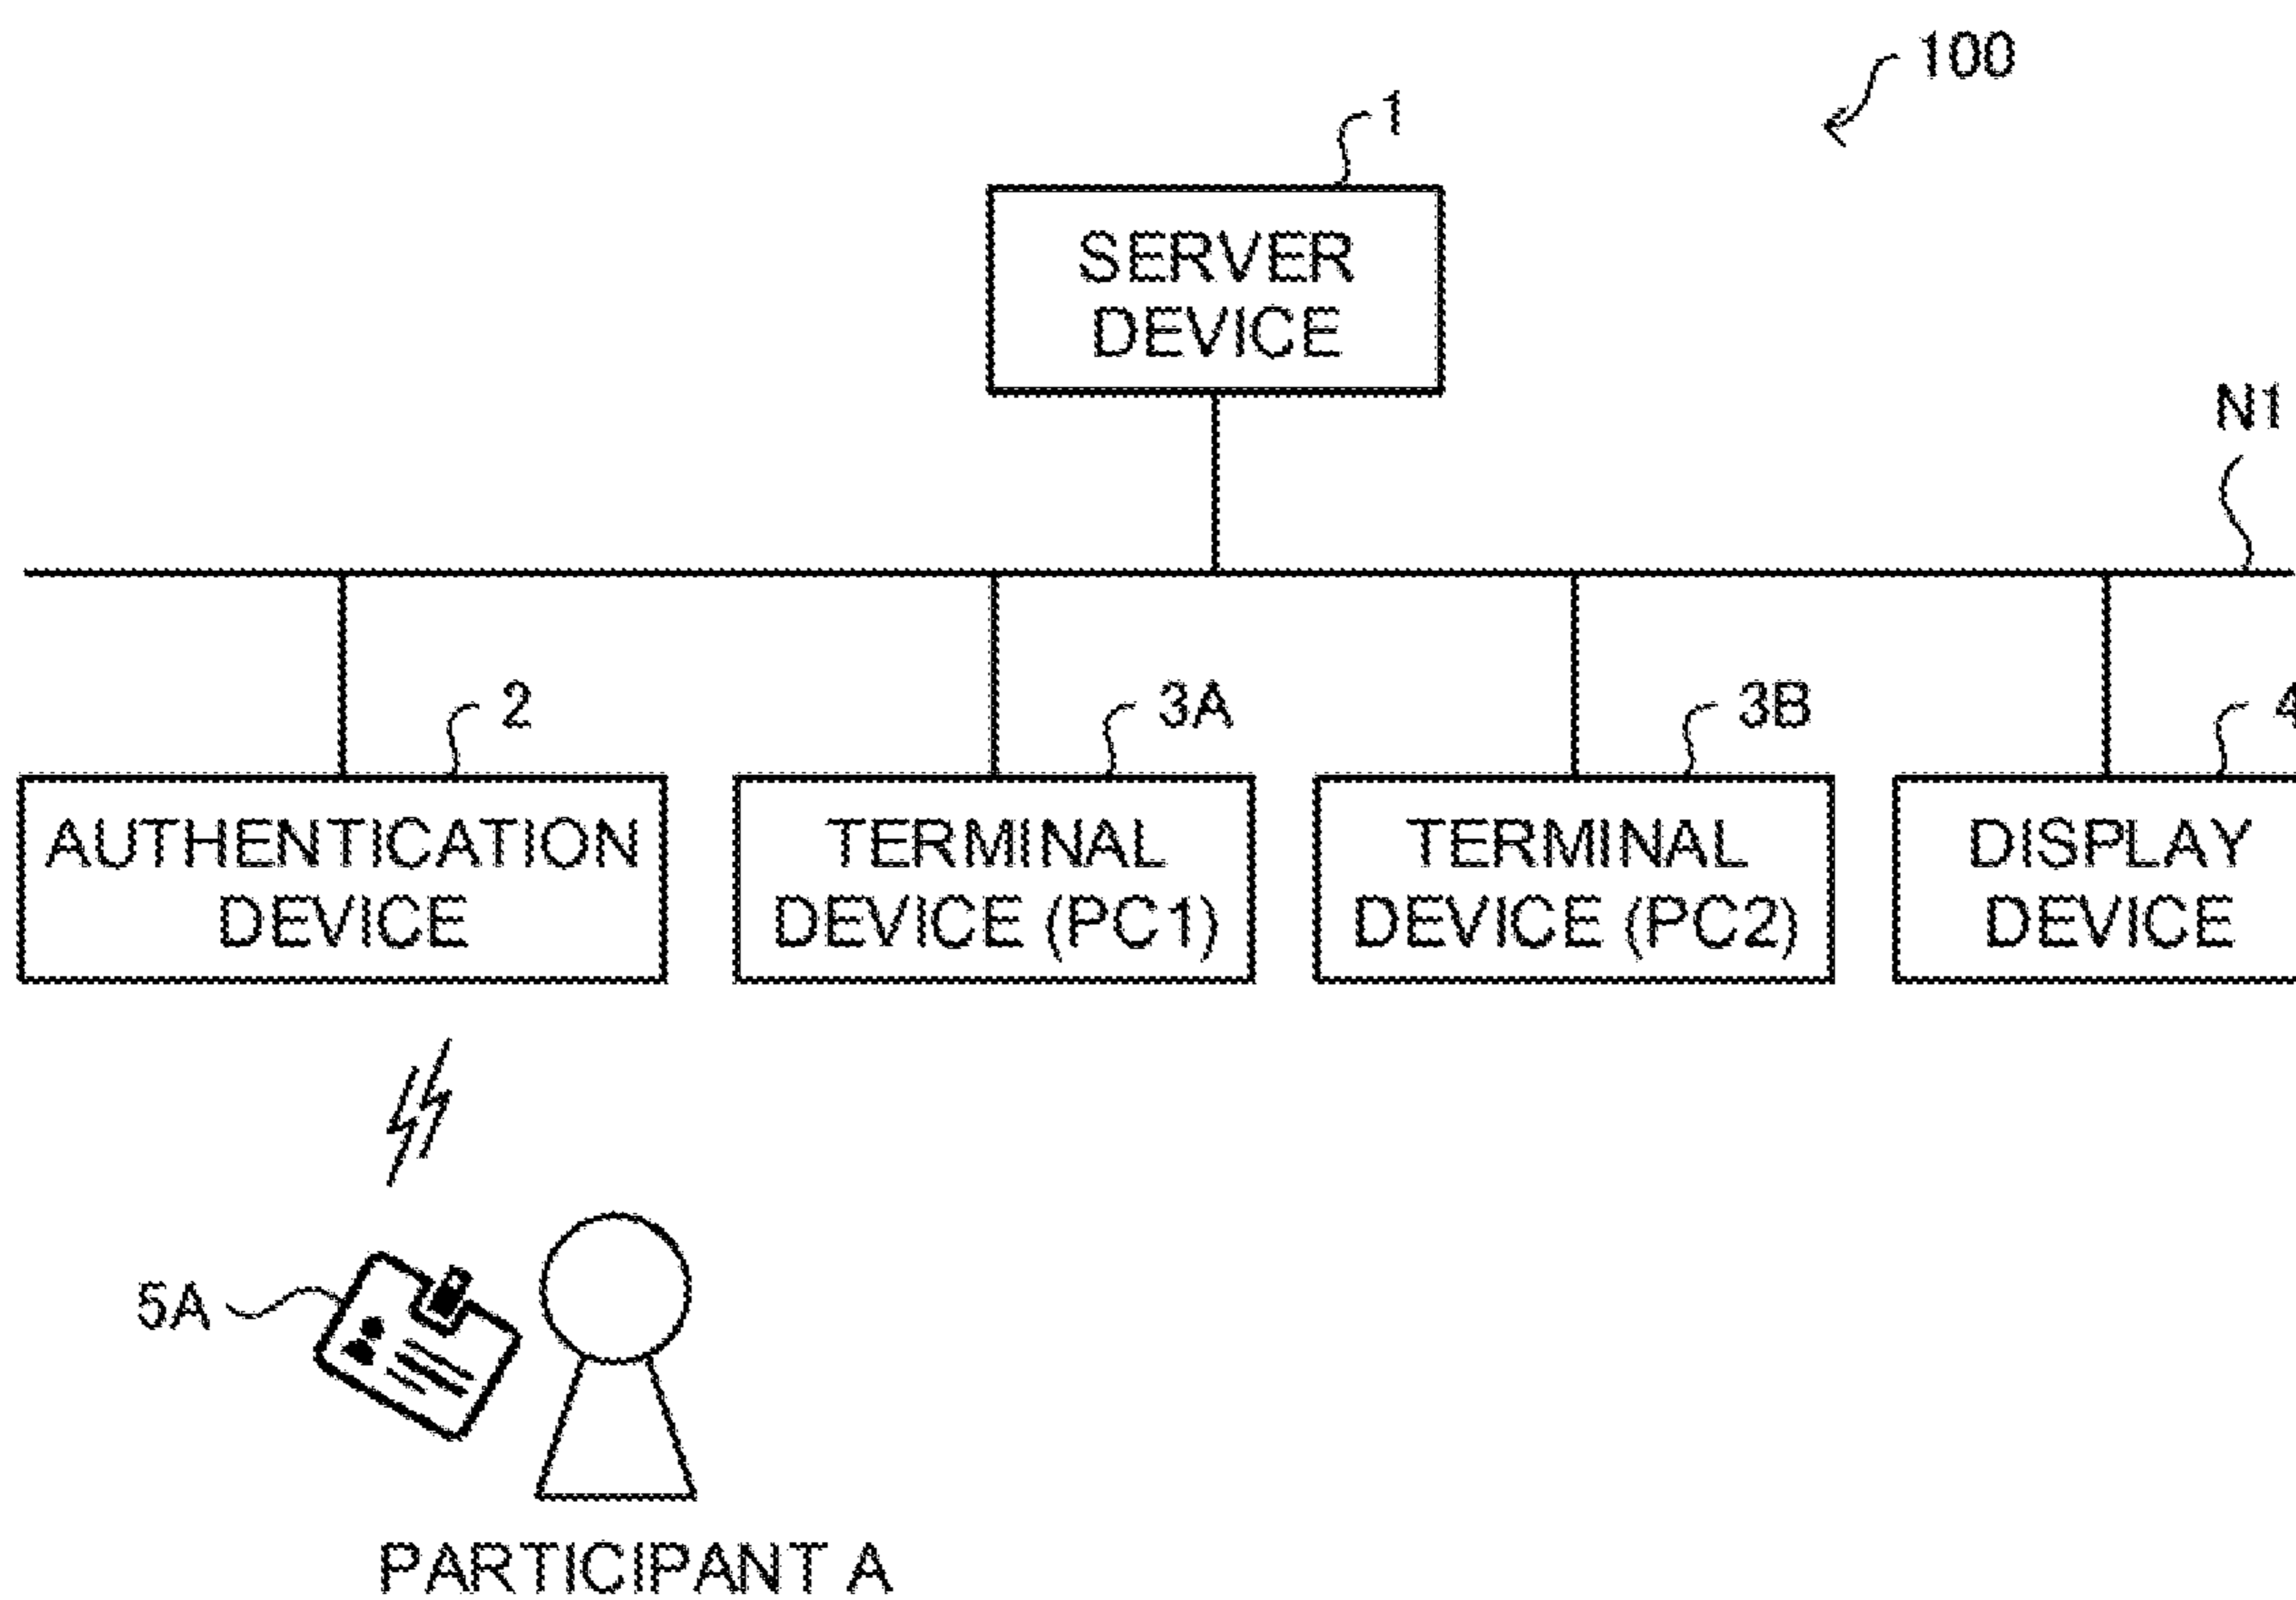 100
1
SERVER
DEVICE
N1
2
3A
3B
4
AUTHENTICATION
DEVICE
TERMINAL
DEVICE (PC1)
TERMINAL
DEVICE (PC2)
DISPLAY
DEVICE
5A
PARTICIPANT A